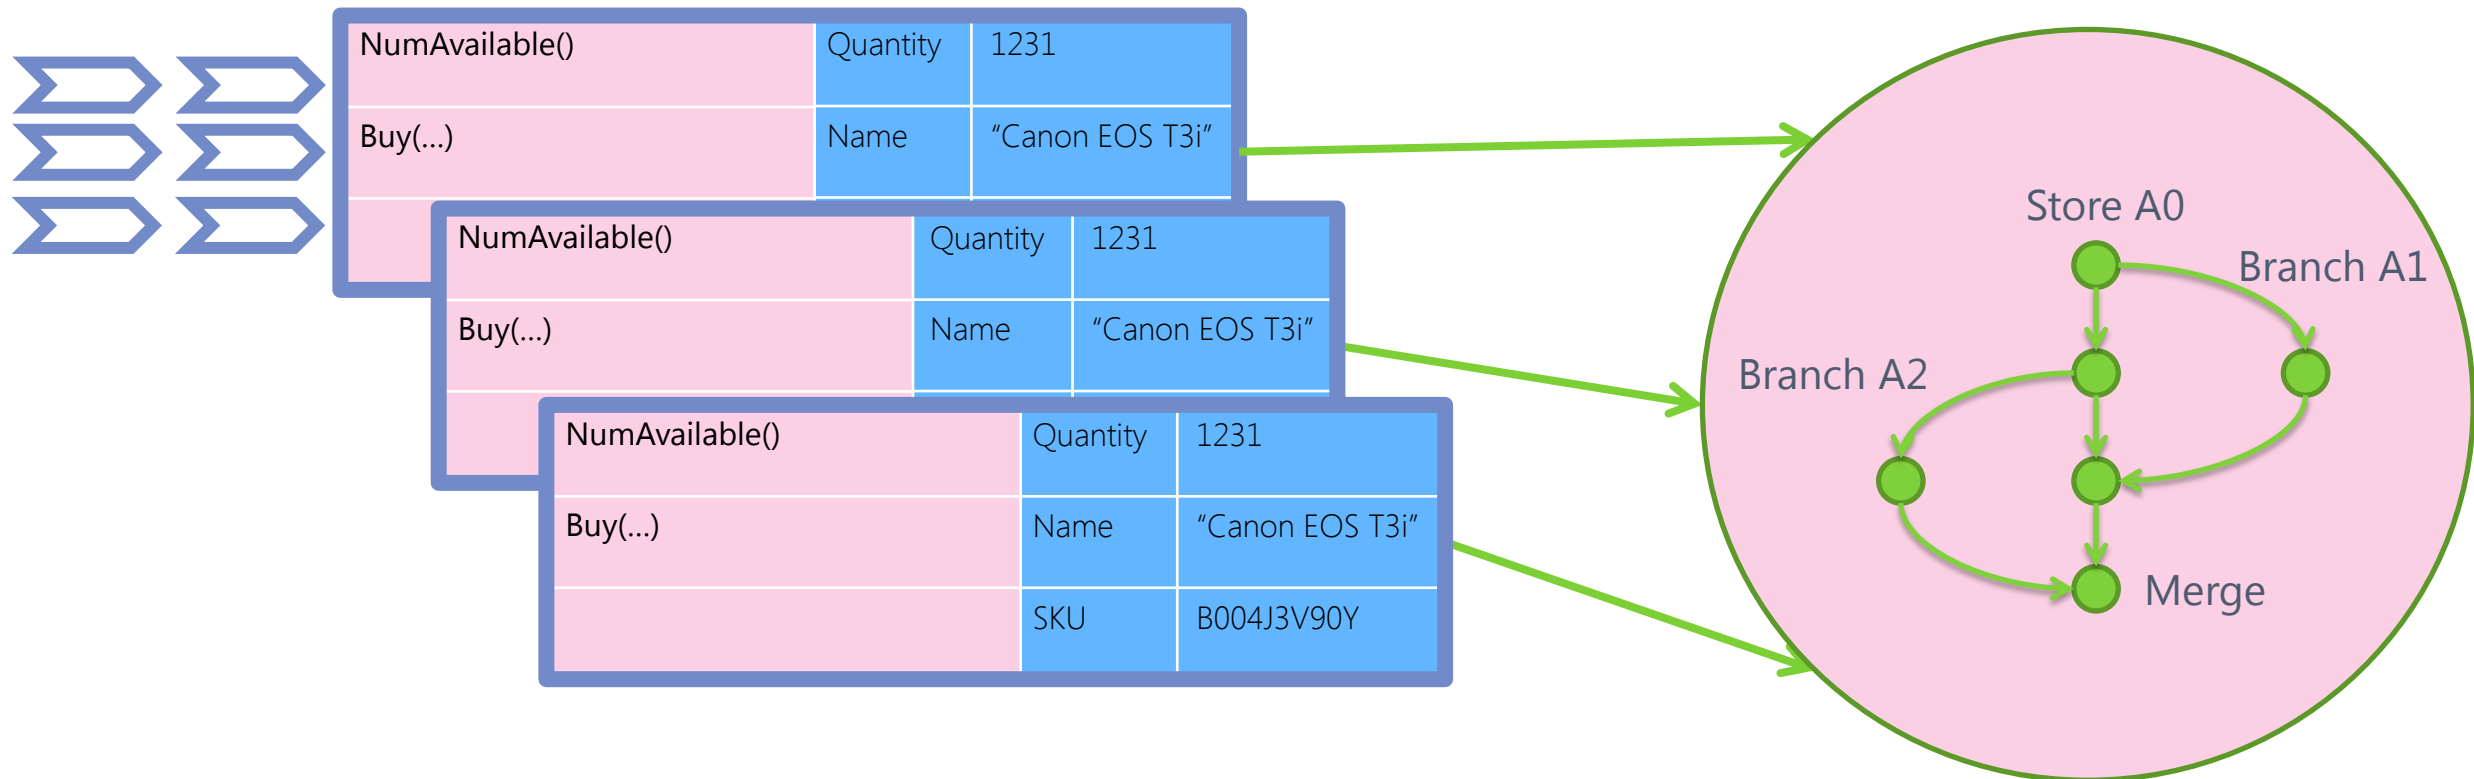 NumAvailable() Quantity 1231
Buy(...) Name “Canon EOS T3i”
NumAvailable() Quantity 1231
Buy(...) Name “Canon EOS T3i”
NumAvailable() Quantity 1231
Buy(...) Name “Canon EOS T3i”
SKU B004J3V90Y
Store A0
Branch A1
Branch A2
Merge